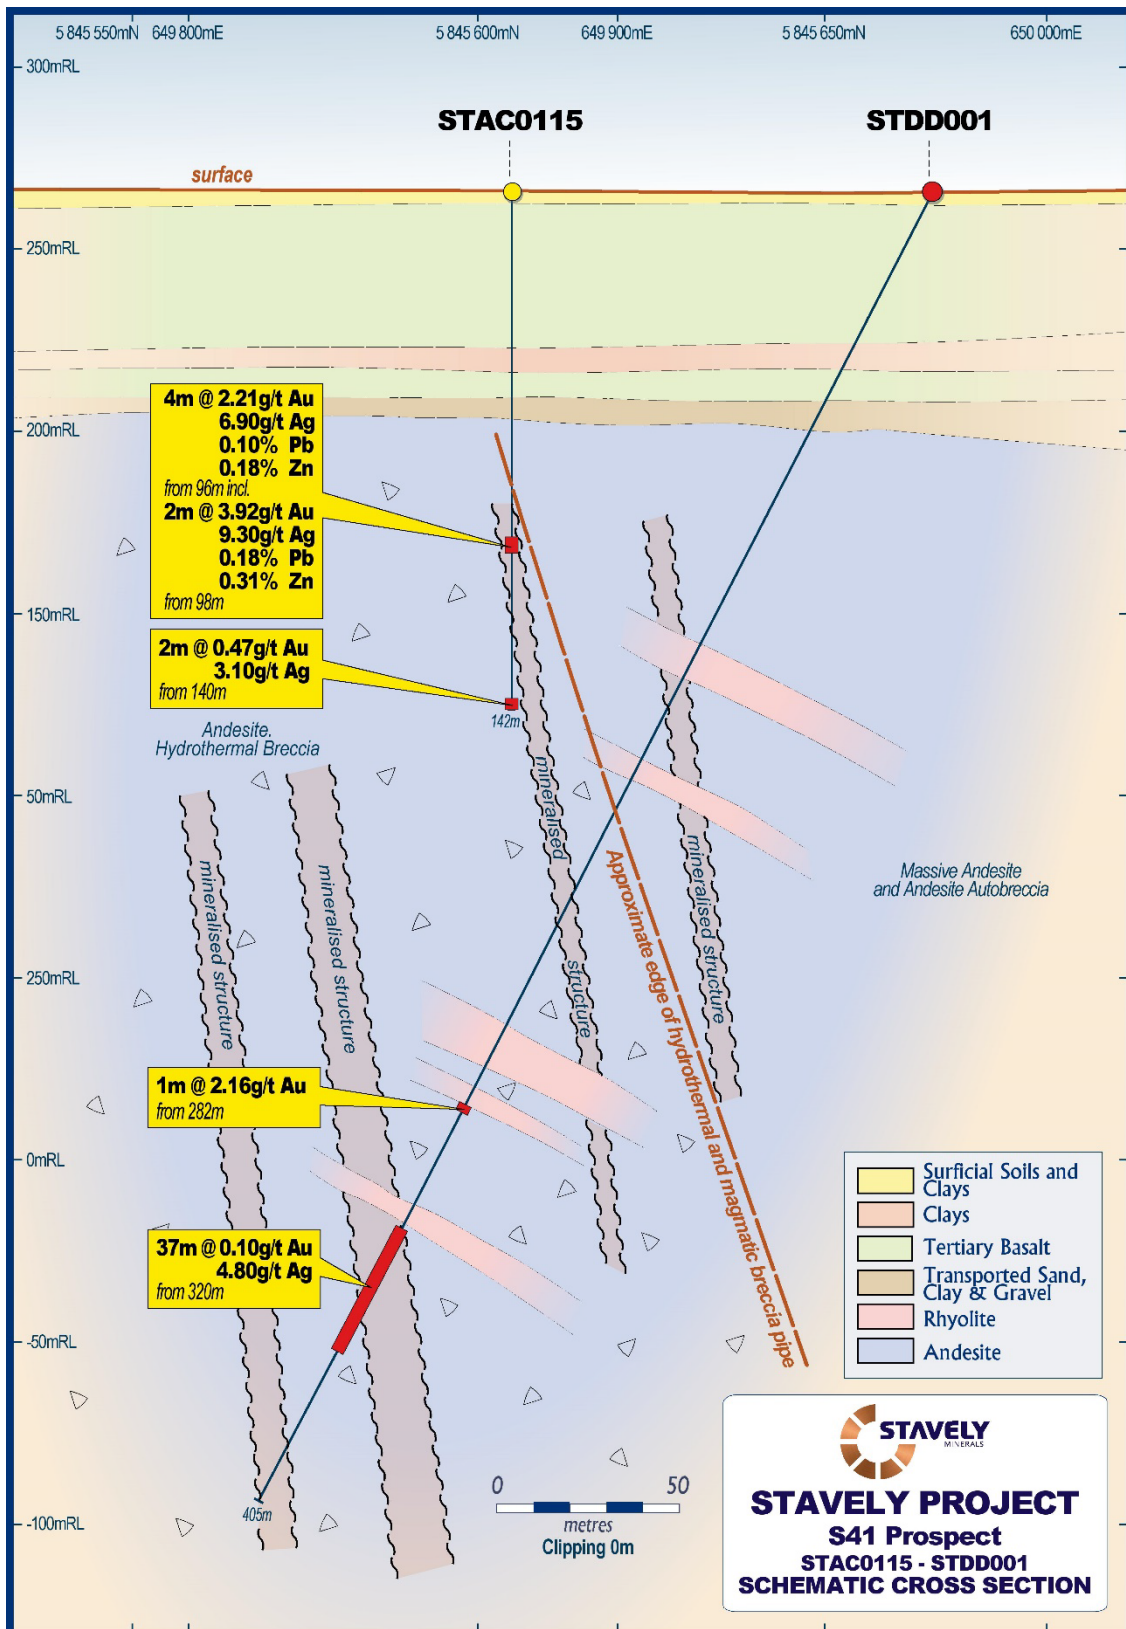 5 845 550mN 649 800mE 5 845 600mN 649 900mE 5 845 650mN 650 000mE
300mRL
STAC0115 STDD001
surface
250mRL
4m @ 2.21g/t Au
6.90g/t Ag
0.10% Pb
0.18% Zn
from 96m incl.
2m @ 3.92g/t Au
9.30g/t Ag
0.18% Pb
0.31% Zn
from 98m
200mRL
150mRL
2m @ 0.47g/t Au
3.10g/t Ag
from 140m
142m
Andesite.
Hydrothermal Breccia
50mRL
mineralised structure
mineralised structure
mineralised structure
mineralised structure
Approximate edge of hydrothermal and magmatic breccia pipe
Massive Andesite
and Andesite Autobreccia
250mRL
1m @ 2.16g/t Au
from 282m
0mRL
37m @ 0.10g/t Au
4.80g/t Ag
from 320m
-50mRL
Surficial Soils and
Clays
Clays
Tertiary Basalt
Transported Sand,
Clay & Gravel
Rhyolite
Andesite
405m
-100mRL
0 50
metres
Clipping 0m
STAVELY
MINERALS
STAVELY PROJECT
S41 Prospect
STAC0115 - STDD001
SCHEMATIC CROSS SECTION